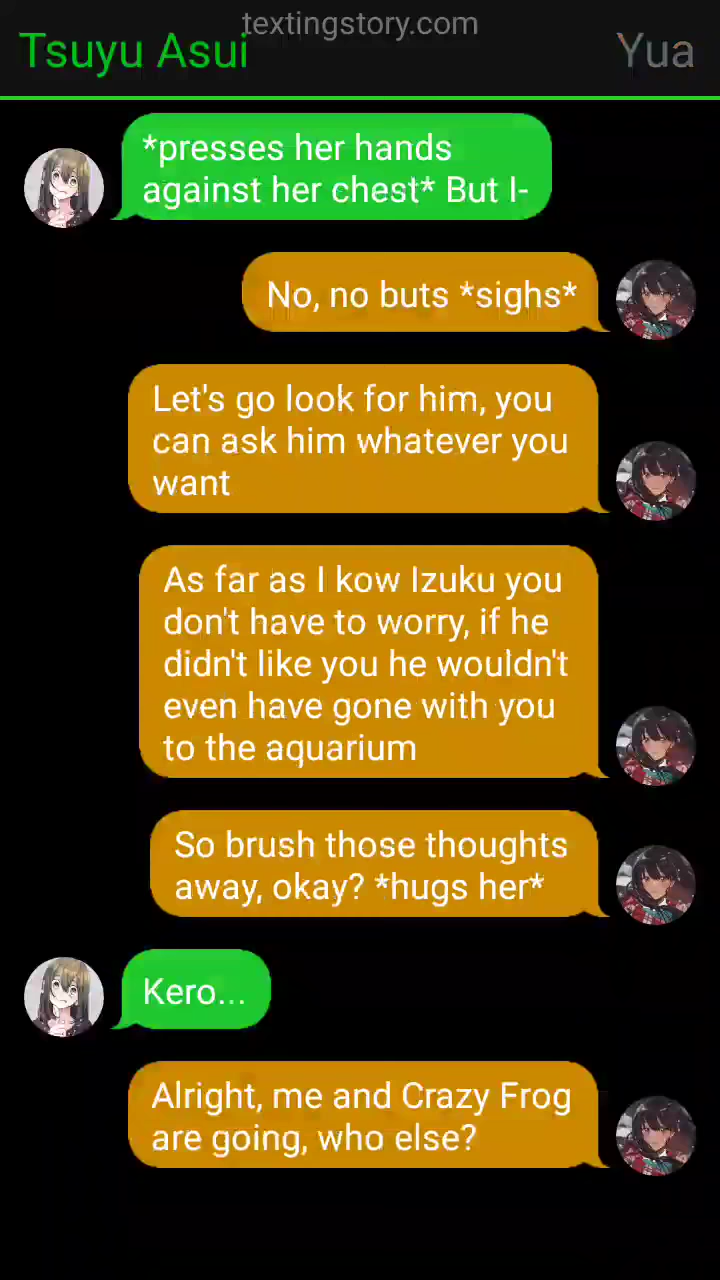 textingstory.com
Tsuyu Asui
Yua
*presses her hands
against her chest* But I-
No, no buts *sighs*
Let's go look for him, you
can ask him whatever you
want
As far as I kow Izuku you
don't have to worry, if he
didn't like you he wouldn't
even have gone with you
to the aquarium
So brush those thoughts
away, okay? *hugs her*
Kero...
Alright, me and Crazy Frog
are going, who else?